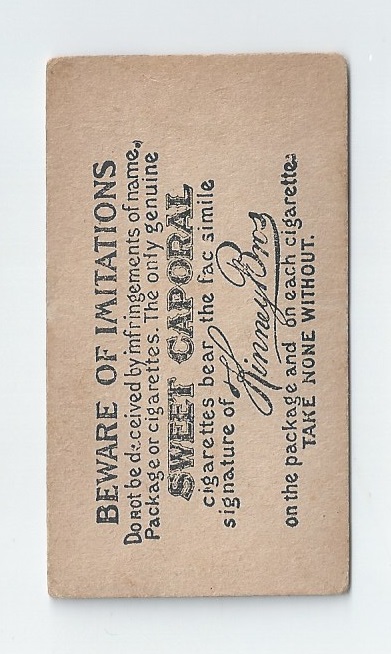 BEWARE OF IMITATIONS
Do not be deceived by infringements of name,
Package or cigarettes. The only genuine
SWEET CAPORAL
cigarettes bear the fac simile
signature of Kinney Bros
on the package and on each cigarette.
TAKE NONE WITHOUT.